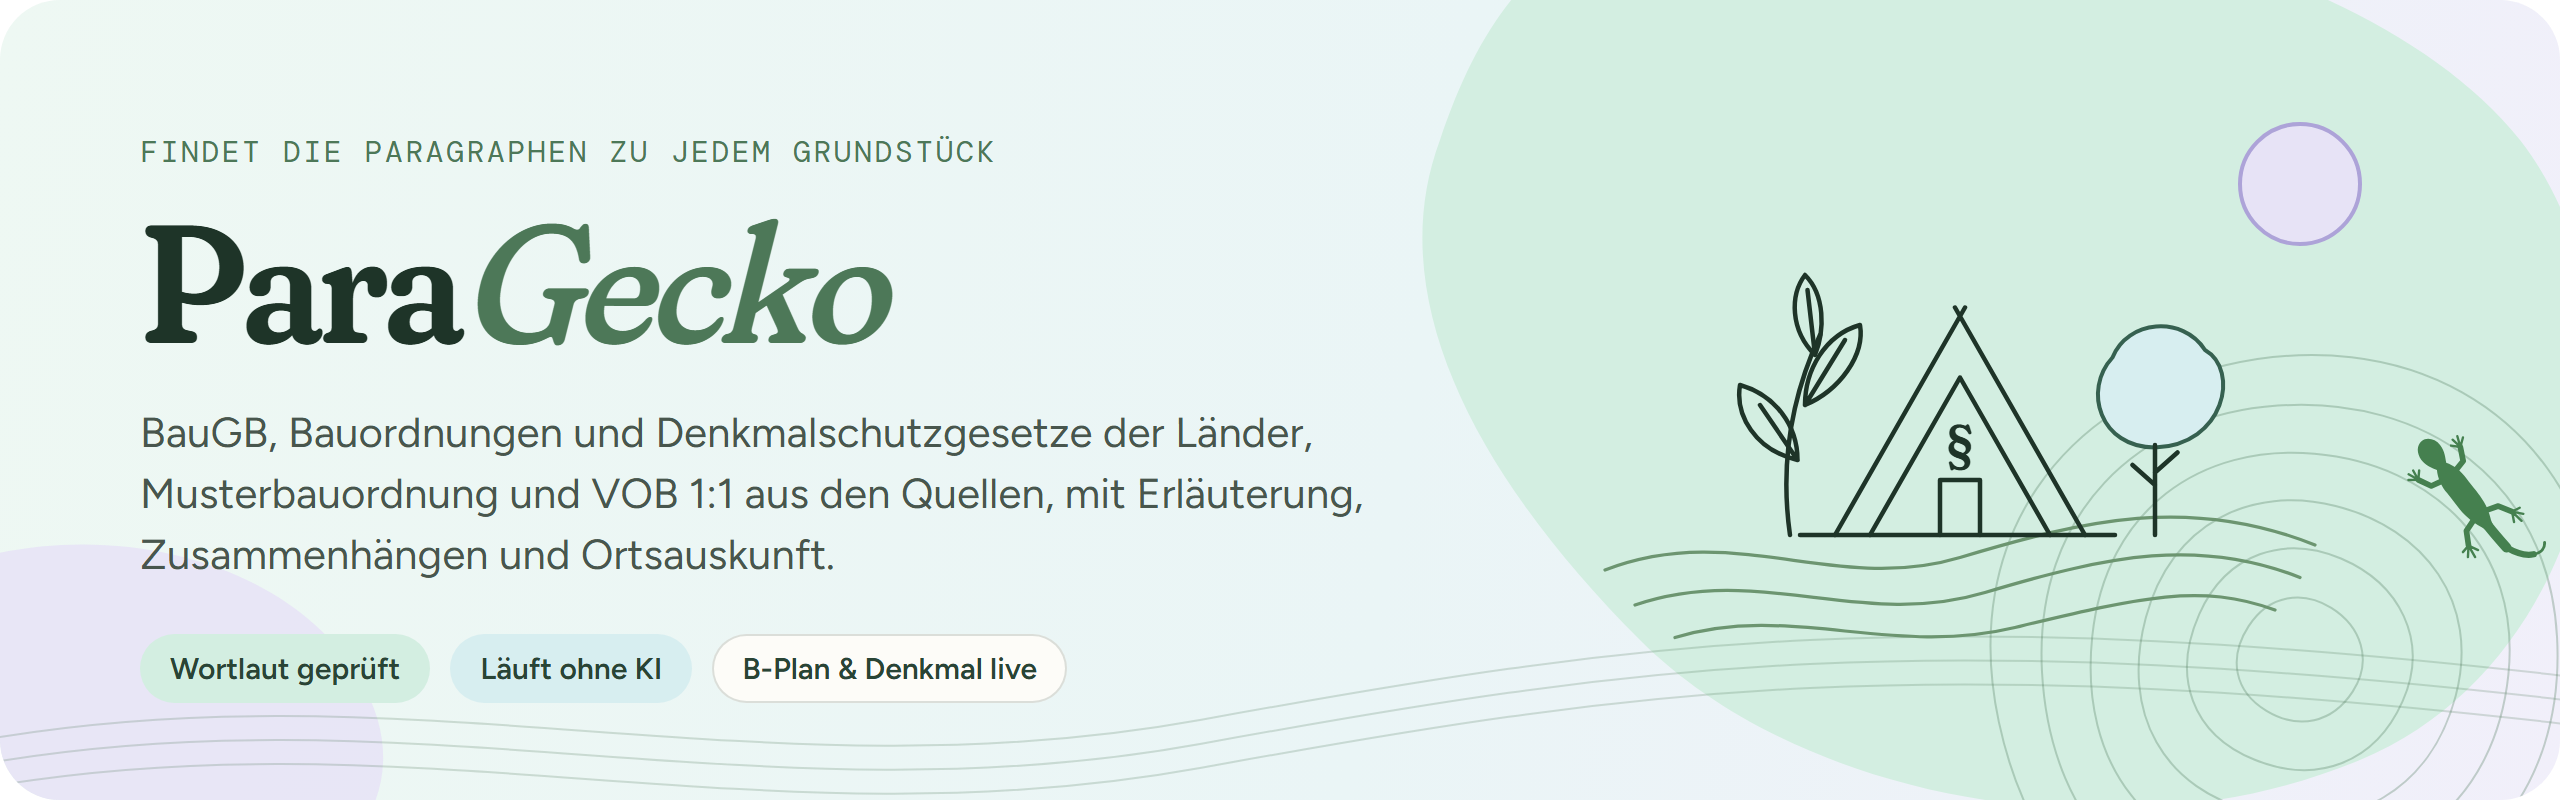 FINDET DIE PARAGRAPHEN ZU JEDEM GRUNDSTÜCK
ParaGecko
BauGB, Bauordnungen und Denkmalschutzgesetze der Länder,
Musterbauordnung und VOB 1:1 aus den Quellen, mit Erläuterung,
Zusammenhängen und Ortsauskunft.
Wortlaut geprüft
Läuft ohne KI
B-Plan & Denkmal live
§